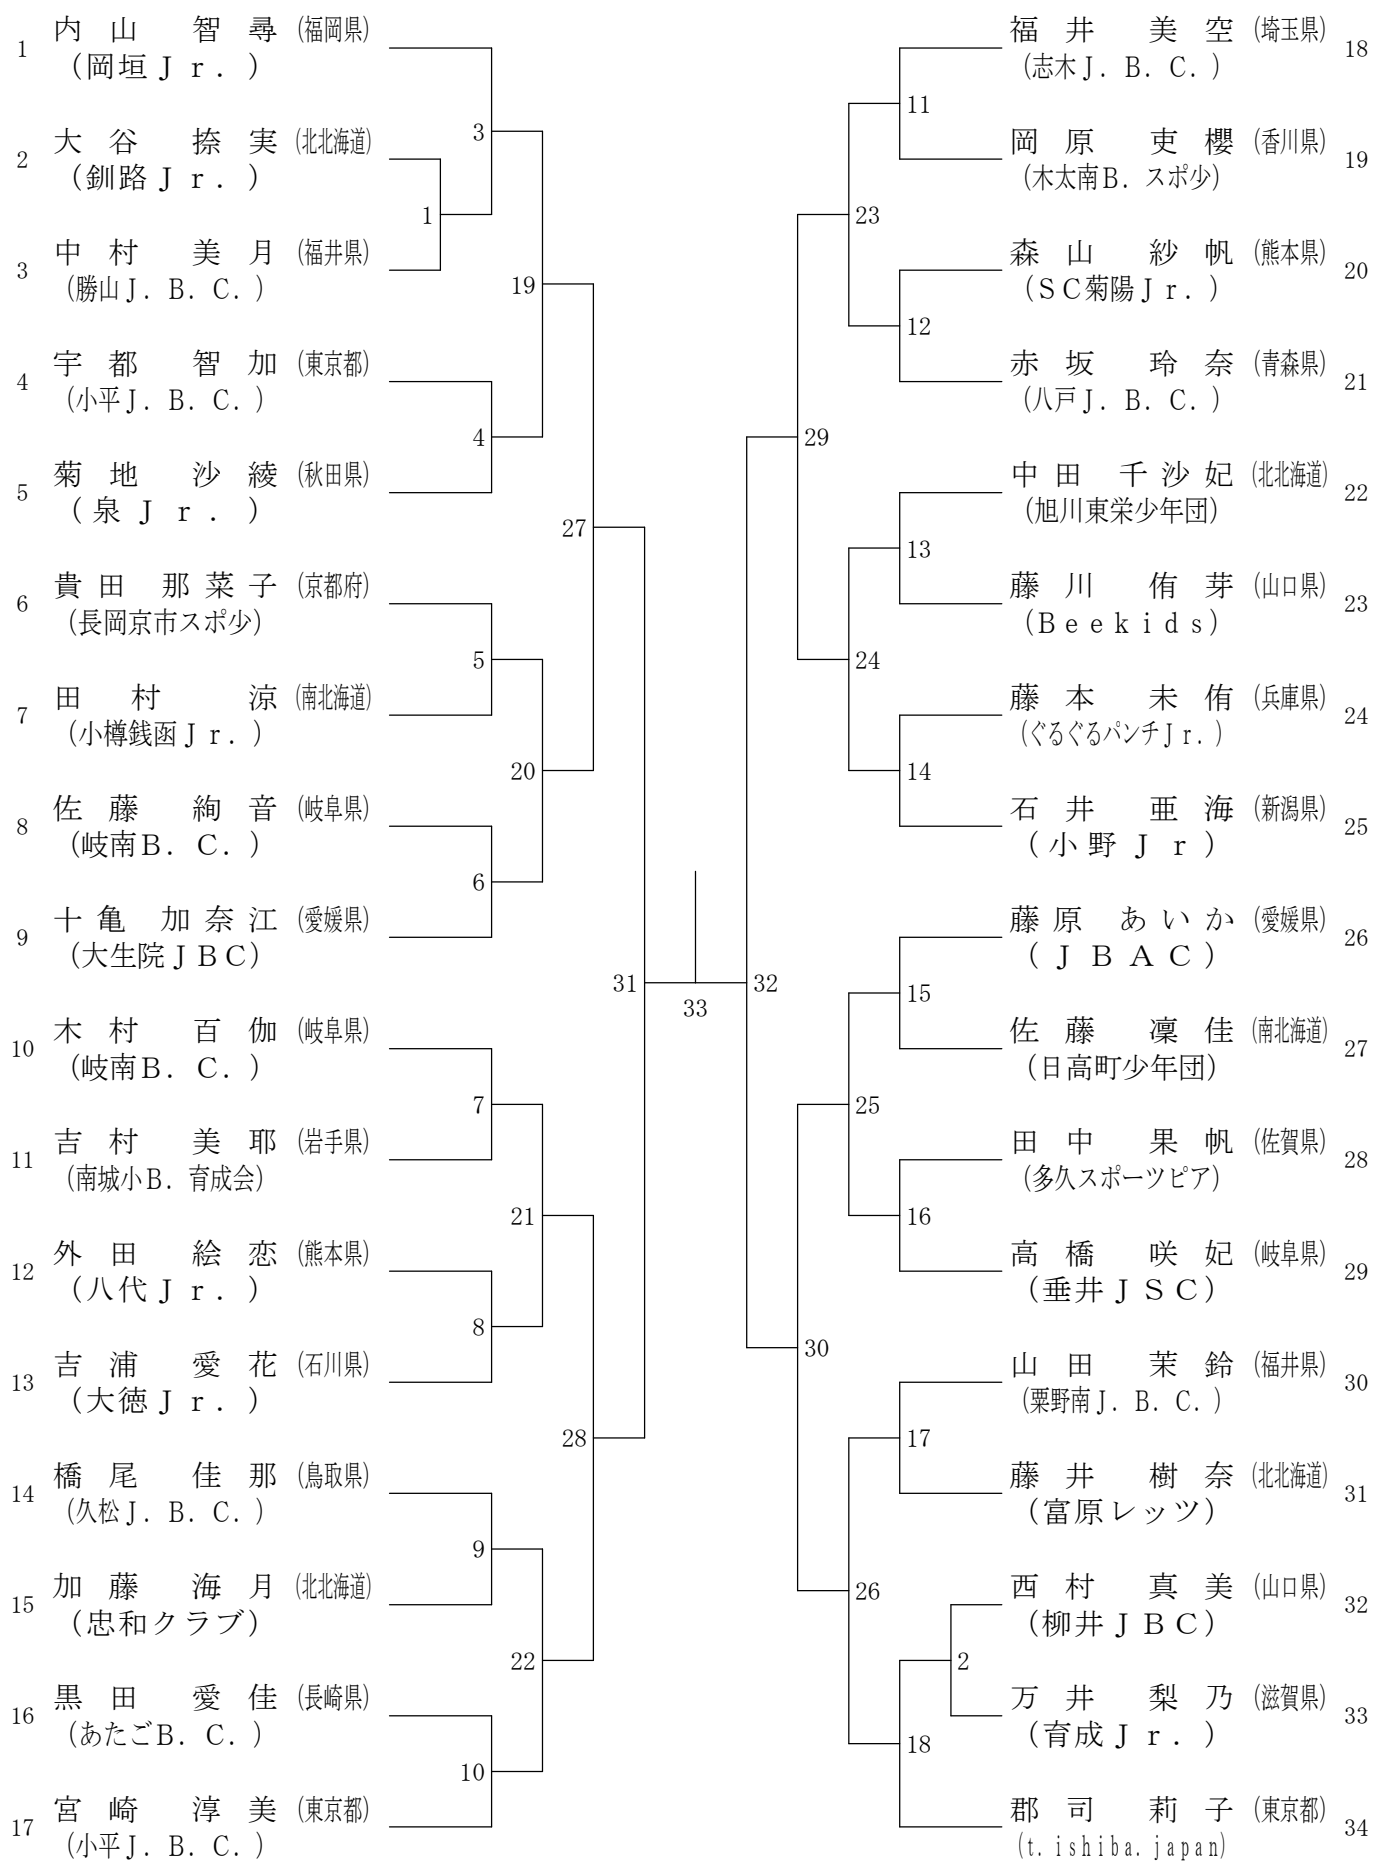 1 内山 智尋 (福岡県)
(岡垣Jr.)
2 大谷 捺実 (北北海道)
(釧路Jr.)
3 中村 美月 (福井県)
(勝山J.B.C.)
4 宇都 智加 (東京都)
(小平J.B.C.)
5 菊地 沙綾 (秋田県)
(泉Jr.)
6 貴田 那菜子 (京都府)
(長岡京市スポ少)
7 田村 涼 (南北海道)
(小樽銭函Jr.)
8 佐藤 絢音 (岐阜県)
(岐南B.C.)
9 十亀 加奈江 (愛媛県)
(大生院JBC)
10 木村 百伽 (岐阜県)
(岐南B.C.)
11 吉村 美耶 (岩手県)
(南城小B.育成会)
12 外田 絵恋 (熊本県)
(八代Jr.)
13 吉浦 愛花 (石川県)
(大徳Jr.)
14 橋尾 佳那 (鳥取県)
(久松J.B.C.)
15 加藤 海月 (北北海道)
(忠和クラブ)
16 黒田 愛佳 (長崎県)
(あたごB.C.)
17 宮崎 淳美 (東京都)
(小平J.B.C.)
3
1
19
4
27
5
20
6
31
7
21
8
28
9
22
10
33
32
29
30
23
24
25
26
11
12
13
14
15
16
17
2
18
福井 美空 (埼玉県) 18
(志木J.B.C.)
岡原 吏櫻 (香川県) 19
(木太南B.スポ少)
森山 紗帆 (熊本県) 20
(SC菊陽Jr.)
赤坂 玲奈 (青森県) 21
(八戸J.B.C.)
中田 千沙妃 (北北海道) 22
(旭川東栄少年団)
藤川 侑芽 (山口県) 23
(Beekids)
藤本 未侑 (兵庫県) 24
(ぐるぐるパンチJr.)
石井 亜海 (新潟県) 25
(小野Jr)
藤原 あいか (愛媛県) 26
(JBAC)
佐藤 凜佳 (南北海道) 27
(日高町少年団)
田中 果帆 (佐賀県) 28
(多久スポーツピア)
高橋 咲妃 (岐阜県) 29
(垂井JSC)
山田 茉鈴 (福井県) 30
(粟野南J.B.C.)
藤井 樹奈 (北北海道) 31
(富原レッツ)
西村 真美 (山口県) 32
(柳井JBC)
万井 梨乃 (滋賀県) 33
(育成Jr.)
郡司 莉子 (東京都) 34
(t.ishiba.japan)